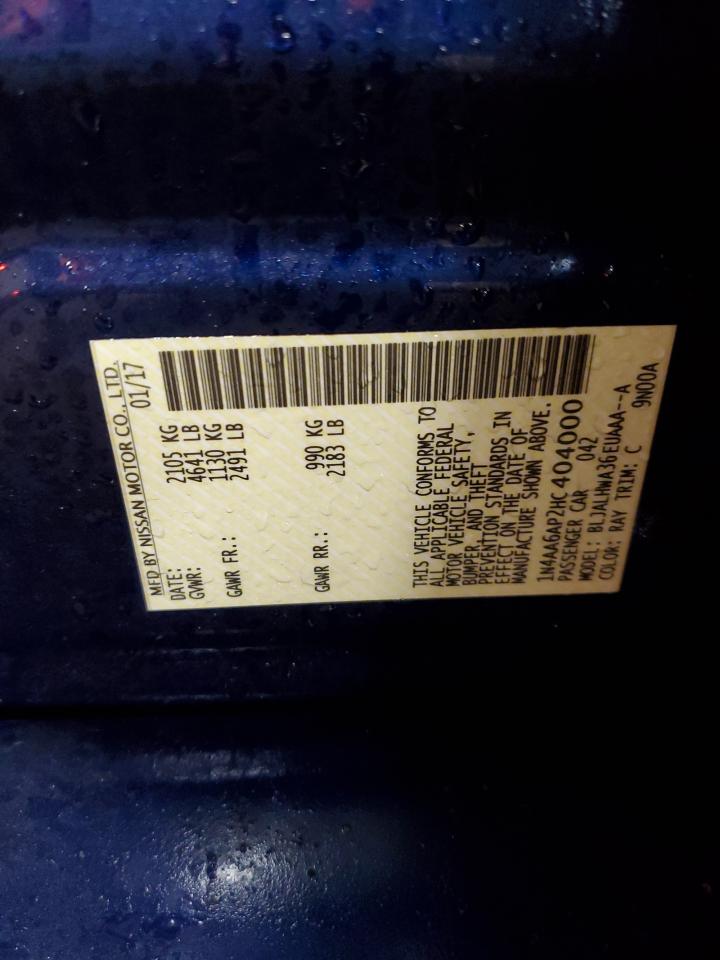 MFD BY NISSAN MOTOR CO., LTD.
DATE: 01/17
GVWR: 2105 KG
4641 LB
GAWR FR.: 1130 KG
2491 LB
GAWR RR.: 990 KG
2183 LB
THIS VEHICLE CONFORMS TO
ALL APPLICABLE FEDERAL
MOTOR VEHICLE SAFETY,
BUMPER, AND THEFT
PREVENTION STANDARDS IN
EFFECT ON THE DATE OF
MANUFACTURE SHOWN ABOVE.
1N4AA6AP2HC404000
PASSENGER CAR 042
MODEL: BLJALHWA36EUAAA--A
COLOR: RAY TRIM: C 9N00A